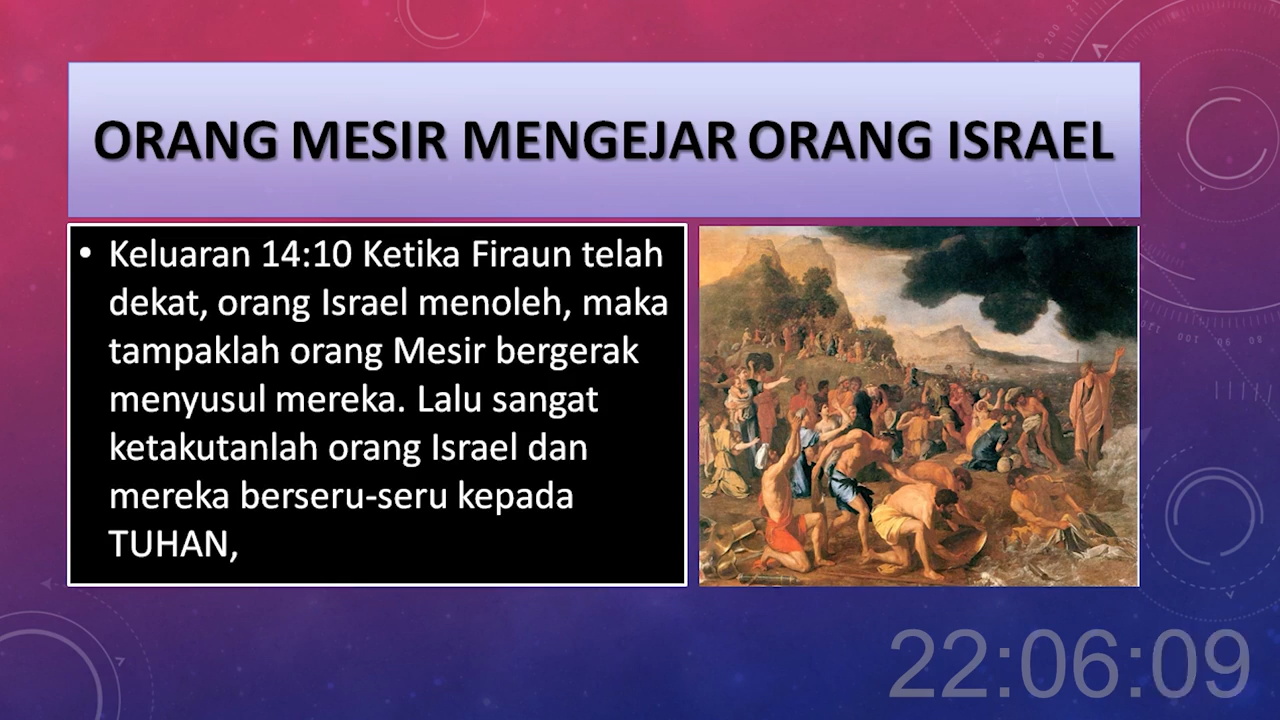 ORANG MESIR MENGEJAR ORANG ISRAEL
• Keluaran 14:10 Ketika Firaun telah
dekat, orang Israel menoleh, maka
tampaklah orang Mesir bergerak
menyusul mereka. Lalu sangat
ketakutanlah orang Israel dan
mereka berseru-seru kepada
TUHAN,
22:06:09